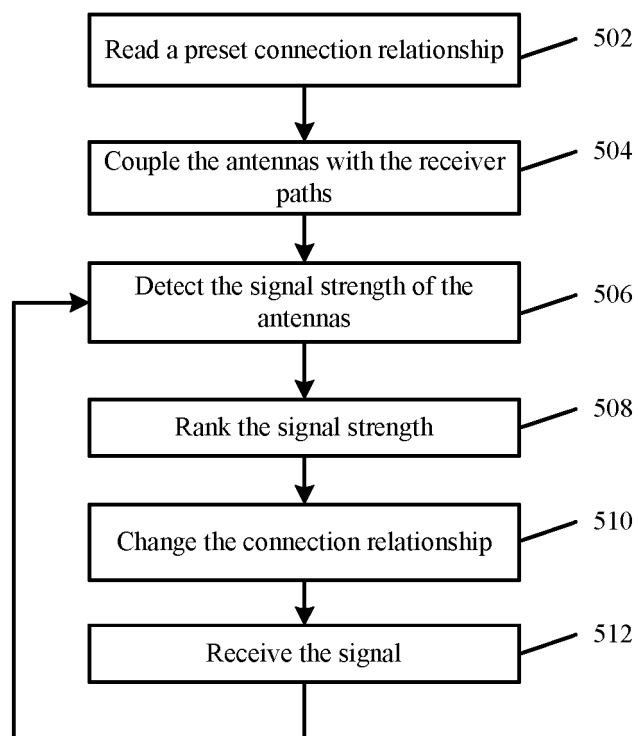 Read a preset connection relationship
502
Couple the antennas with the receiver
paths
504
Detect the signal strength of the
antennas
506
Rank the signal strength
508
Change the connection relationship
510
Receive the signal
512